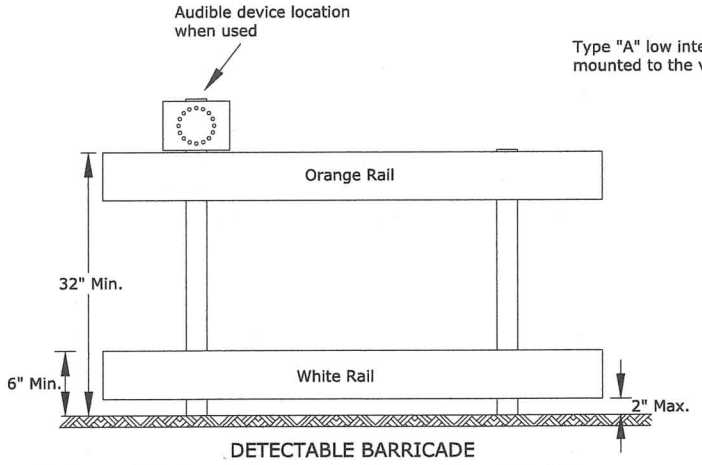 Audible device location
when used
Type "A" low
mounted to the
Orange Rail
32" Min.
6" Min.
White Rail
2" Max.
DETECTABLE BARRICADE